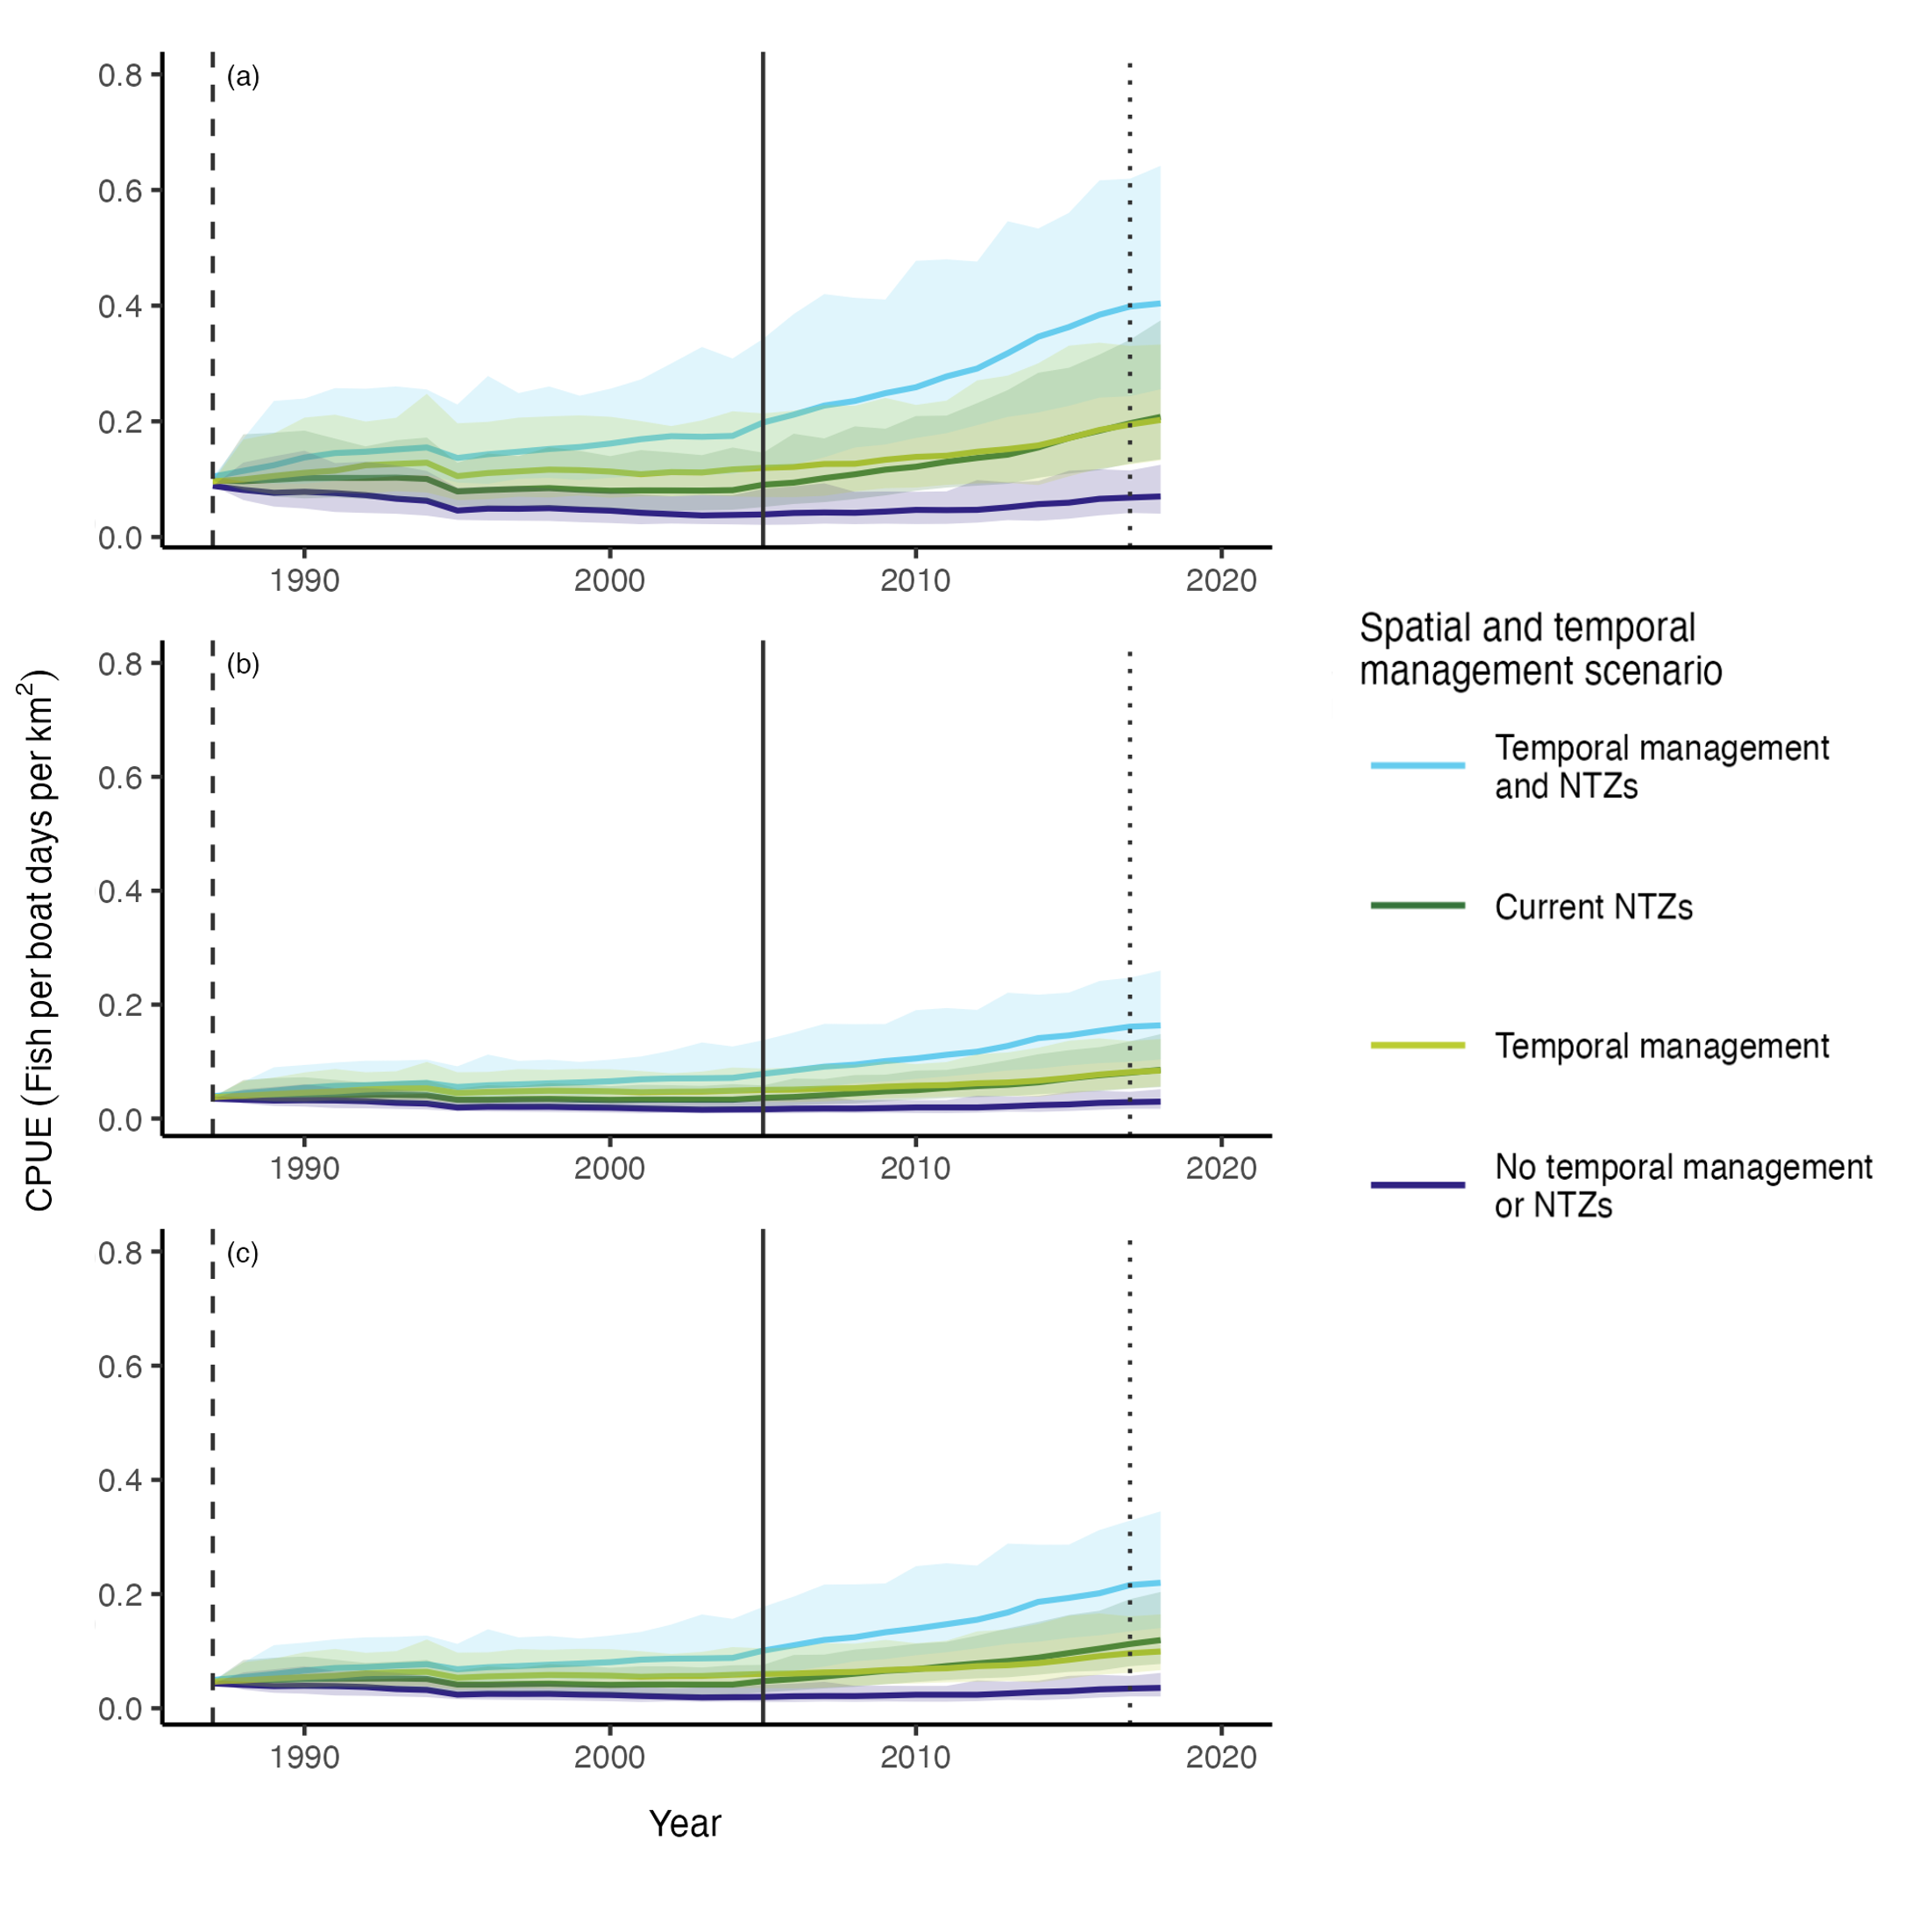 (a)
0.8
0.6
0.4
0.2
0.0
1990 2000 2010 2020
(b)
0.8
0.6
0.4
0.2
0.0
1990 2000 2010 2020
(c)
0.8
0.6
0.4
0.2
0.0
1990 2000 2010 2020
Year
CPUE (Fish per boat days per km²)
Spatial and temporal
management scenario
Temporal management
and NTZs
Current NTZs
Temporal management
No temporal management
or NTZs